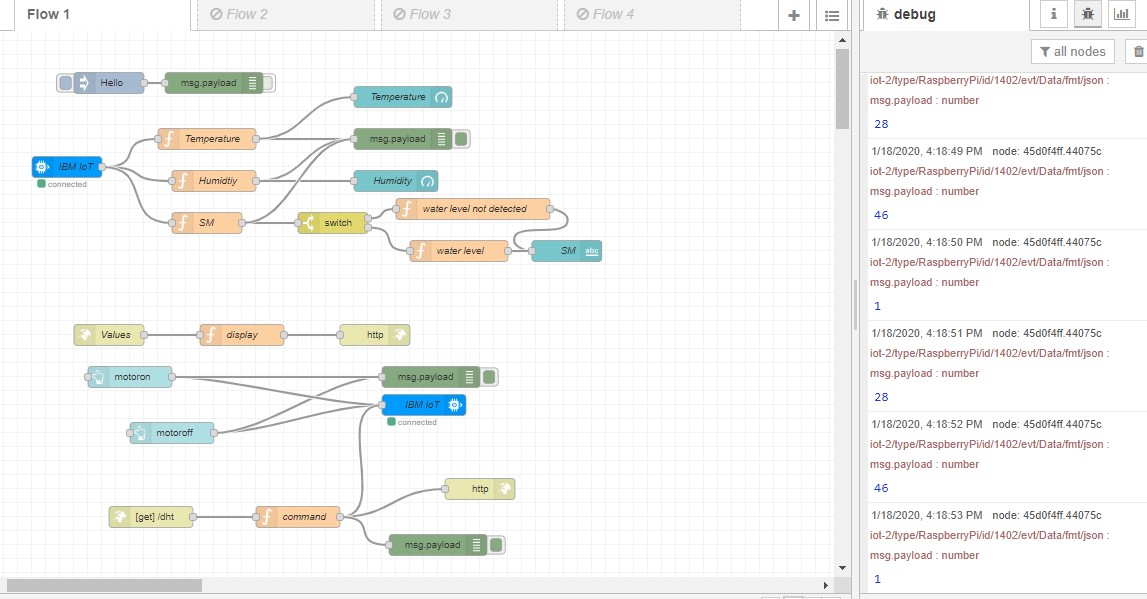 Flow 1
Flow 2
Flow 3
Flow 4
debug
i
all nodes
Hello
msg.payload
Temperature
Temperature
msg.payload
IBM IoT
connected
Humdtiy
Humidity
SM
switch
water level not detected
water level
SM
abc
Values
display
http
motoron
msg.payload
IBM IoT
connected
motoroff
http
[get] /dht
command
msg.payload
iot-2/type/RaspberryPi/id/1402/evt/Data/fmt/json :
msg.payload : number
28
1/18/2020, 4:18:49 PM node: 45d0f4ff.44075c
iot-2/type/RaspberryPi/id/1402/evt/Data/fmt/json :
msg.payload : number
46
1/18/2020, 4:18:50 PM node: 45d0f4ff.44075c
iot-2/type/RaspberryPi/id/1402/evt/Data/fmt/json :
msg.payload : number
1
1/18/2020, 4:18:51 PM node: 45d0f4ff.44075c
iot-2/type/RaspberryPi/id/1402/evt/Data/fmt/json :
msg.payload : number
28
1/18/2020, 4:18:52 PM node: 45d0f4ff.44075c
iot-2/type/RaspberryPi/id/1402/evt/Data/fmt/json :
msg.payload : number
46
1/18/2020, 4:18:53 PM node: 45d0f4ff.44075c
iot-2/type/RaspberryPi/id/1402/evt/Data/fmt/json :
msg.payload : number
1